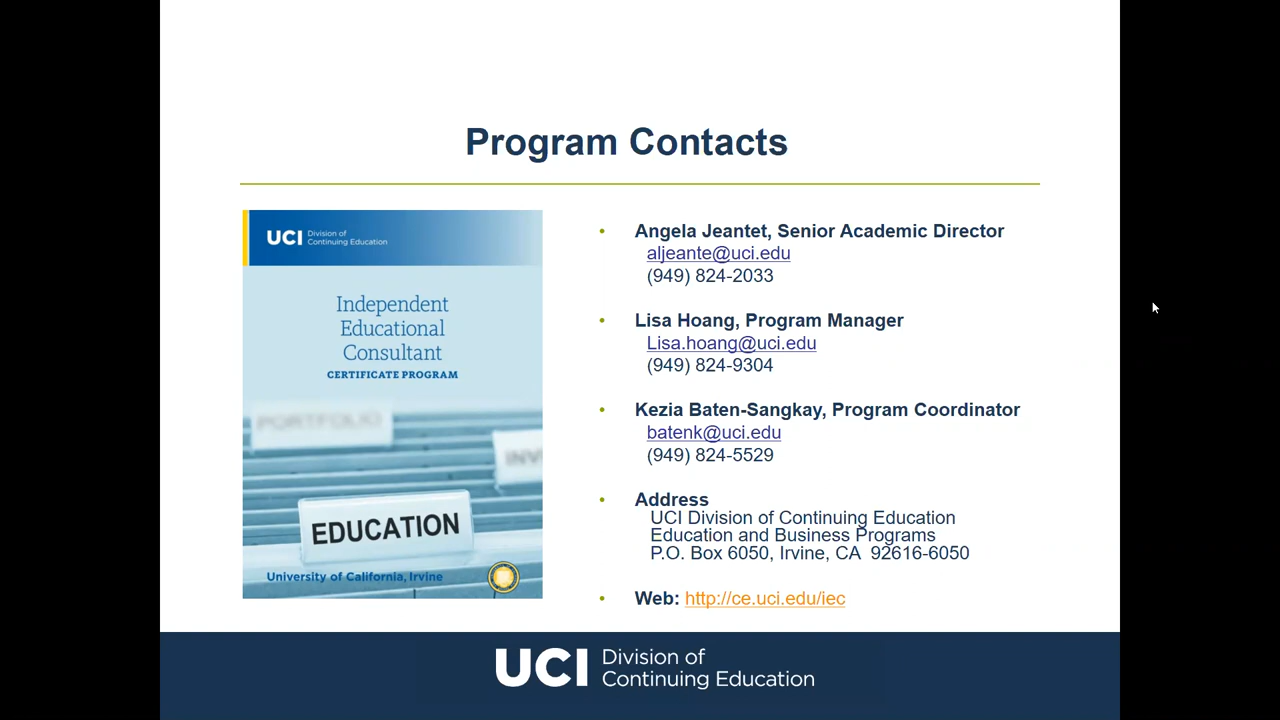 Program Contacts
UCI Division of
Continuing Education
Independent
Educational
Consultant
CERTIFICATE PROGRAM
PORTFOLIO
INV
EDUCATION
University of California, Irvine
• Angela Jeantet, Senior Academic Director
aljeante@uci.edu
(949) 824-2033
• Lisa Hoang, Program Manager
Lisa.hoang@uci.edu
(949) 824-9304
• Kezia Baten-Sangkay, Program Coordinator
batenk@uci.edu
(949) 824-5529
• Address
UCI Division of Continuing Education
Education and Business Programs
P.O. Box 6050, Irvine, CA  92616-6050
• Web: http://ce.uci.edu/iec
UCI Division of
Continuing Education